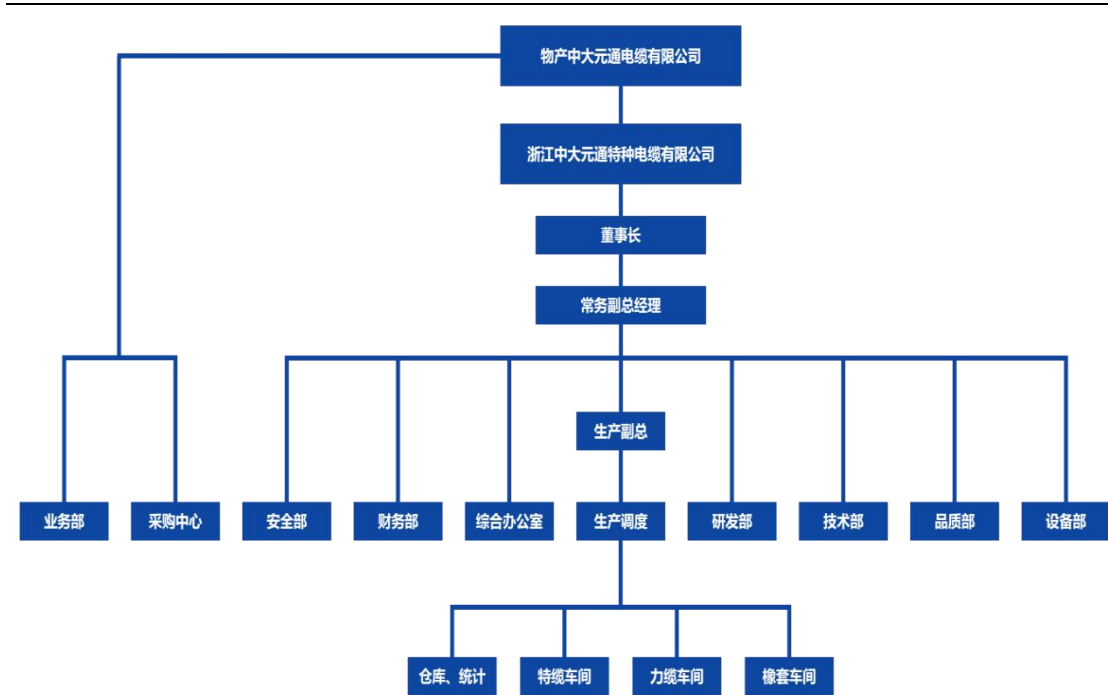 物产中大元通电缆有限公司
浙江中大元通特种电缆有限公司
董事长
常务副总经理
生产副总
业务部
采购中心
安全部
财务部
综合办公室
生产调度
研发部
技术部
品质部
设备部
仓库、统计
特缆车间
力缆车间
橡套车间